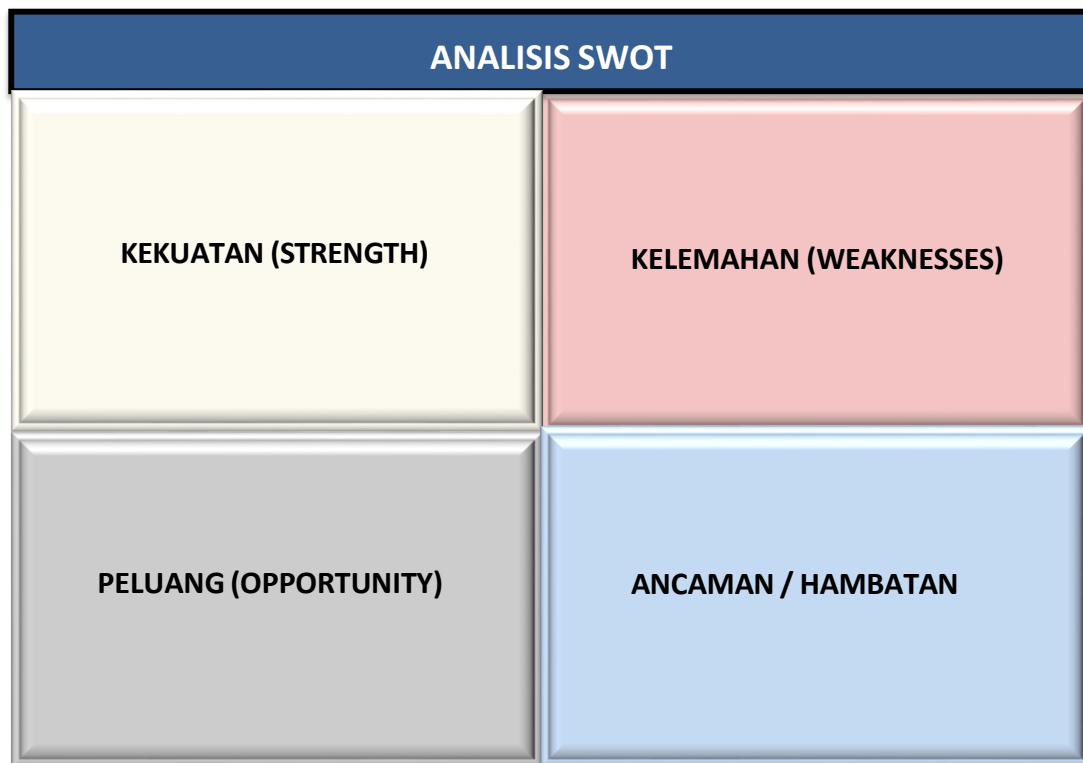 ANALISIS SWOT
KEKUATAN (STRENGTH)
KELEMAHAN (WEAKNESSES)
PELUANG (OPPORTUNITY)
ANCAMAN / HAMBATAN